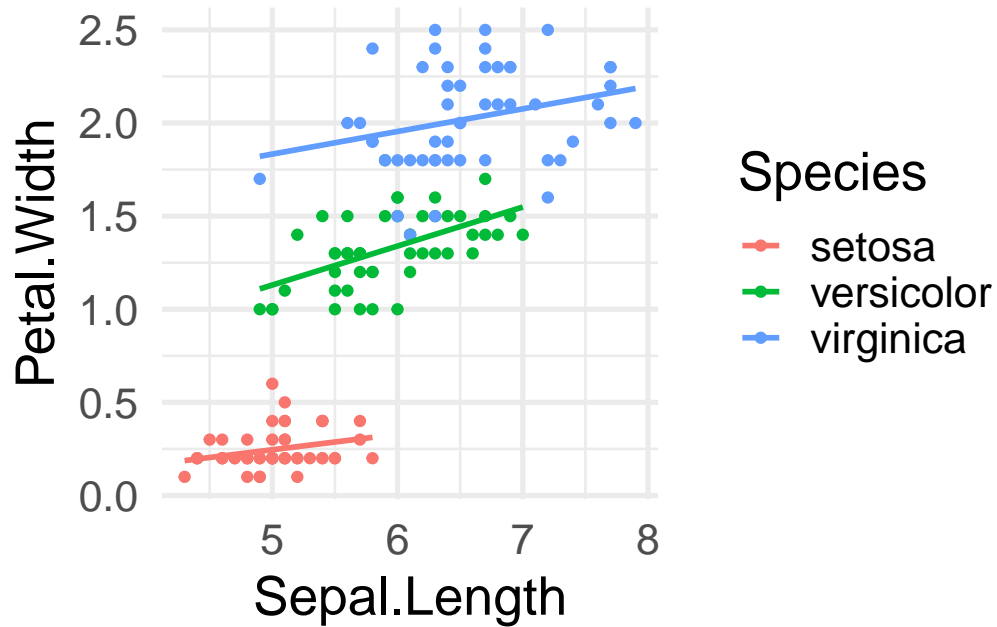 2.5
2.0
1.5
1.0
0.5
0.0
Petal.Width
5 6 7 8
Sepal.Length
Species
setosa
versicolor
virginica